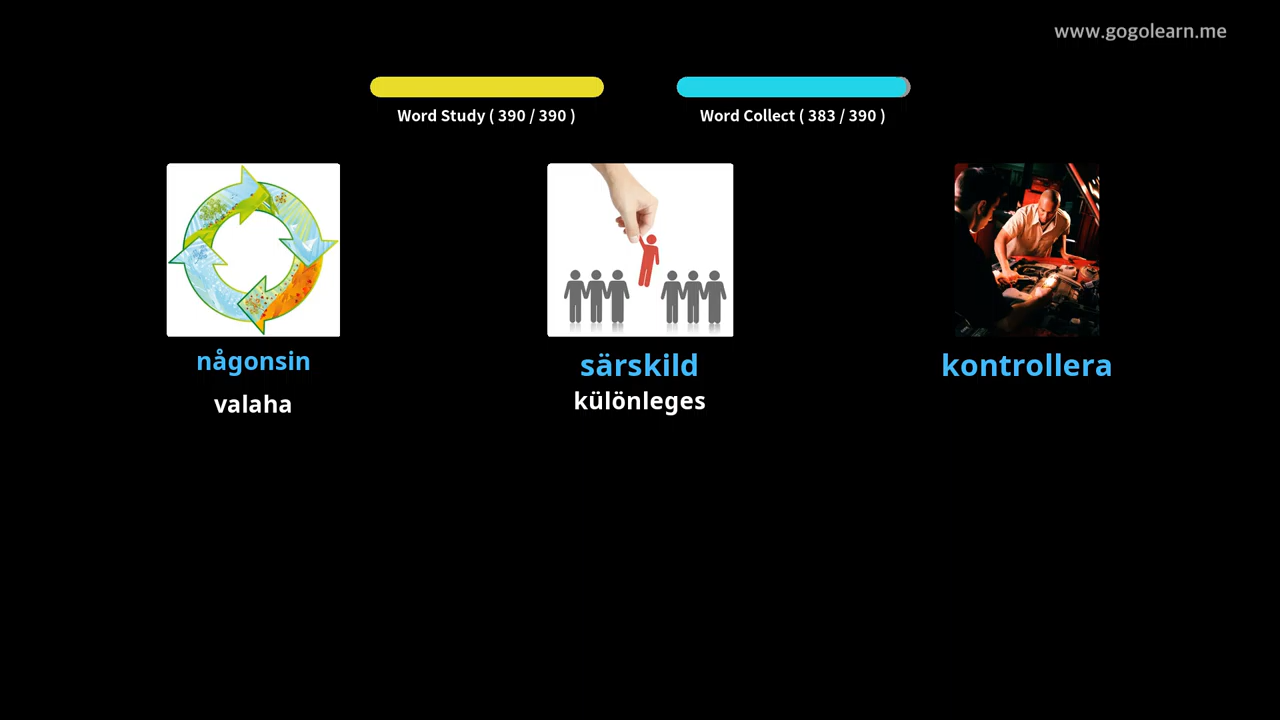 www.gogolearn.me
Word Study ( 390 / 390 )
Word Collect ( 383 / 390 )
någonsin
särskild
kontrollera
valaha
különleges